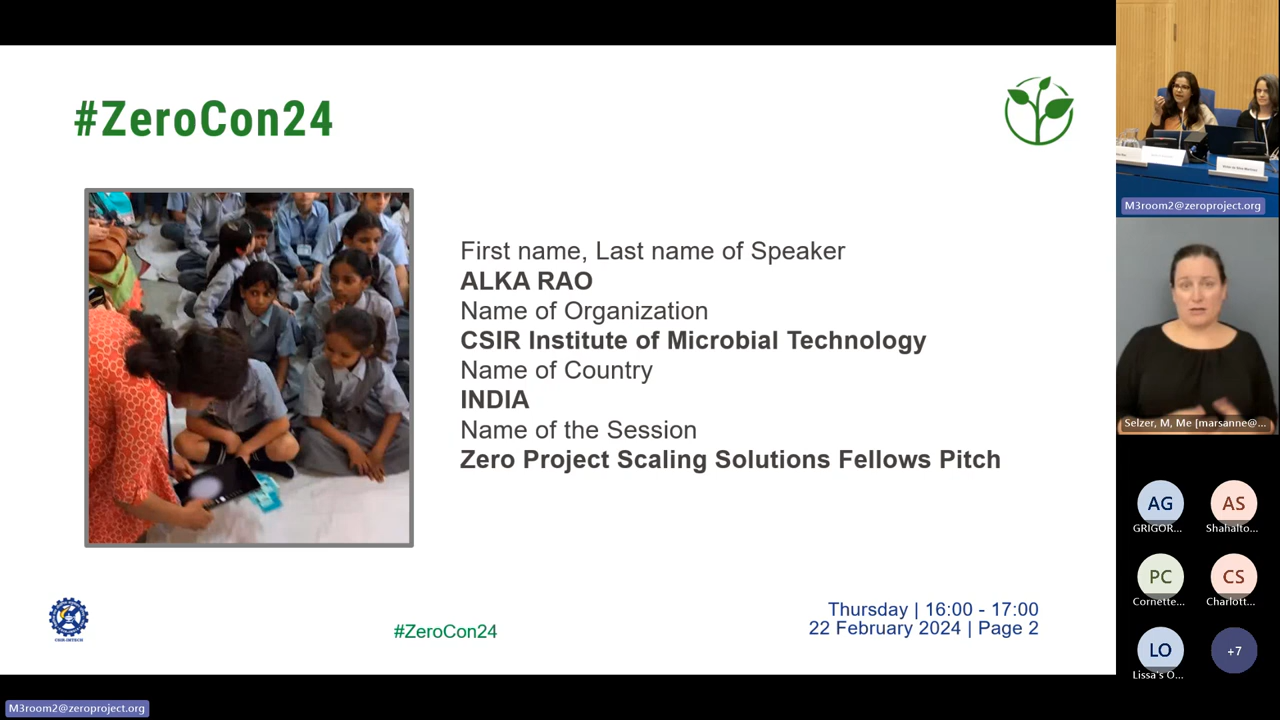 #ZeroCon24
First name, Last name of Speaker
ALKA RAO
Name of Organization
CSIR Institute of Microbial Technology
Name of Country
INDIA
Name of the Session
Zero Project Scaling Solutions Fellows Pitch
#ZeroCon24
Thursday | 16:00 - 17:00
22 February 2024 | Page 2
M3room2@zeroproject.org
M3room2@zeroproject.org
Selzer, M, Me [marsanne@...
AG
GRIGOR...
AS
Shahalto...
PC
Cornette...
CS
Charlott...
LO
Lissa's O...
+7